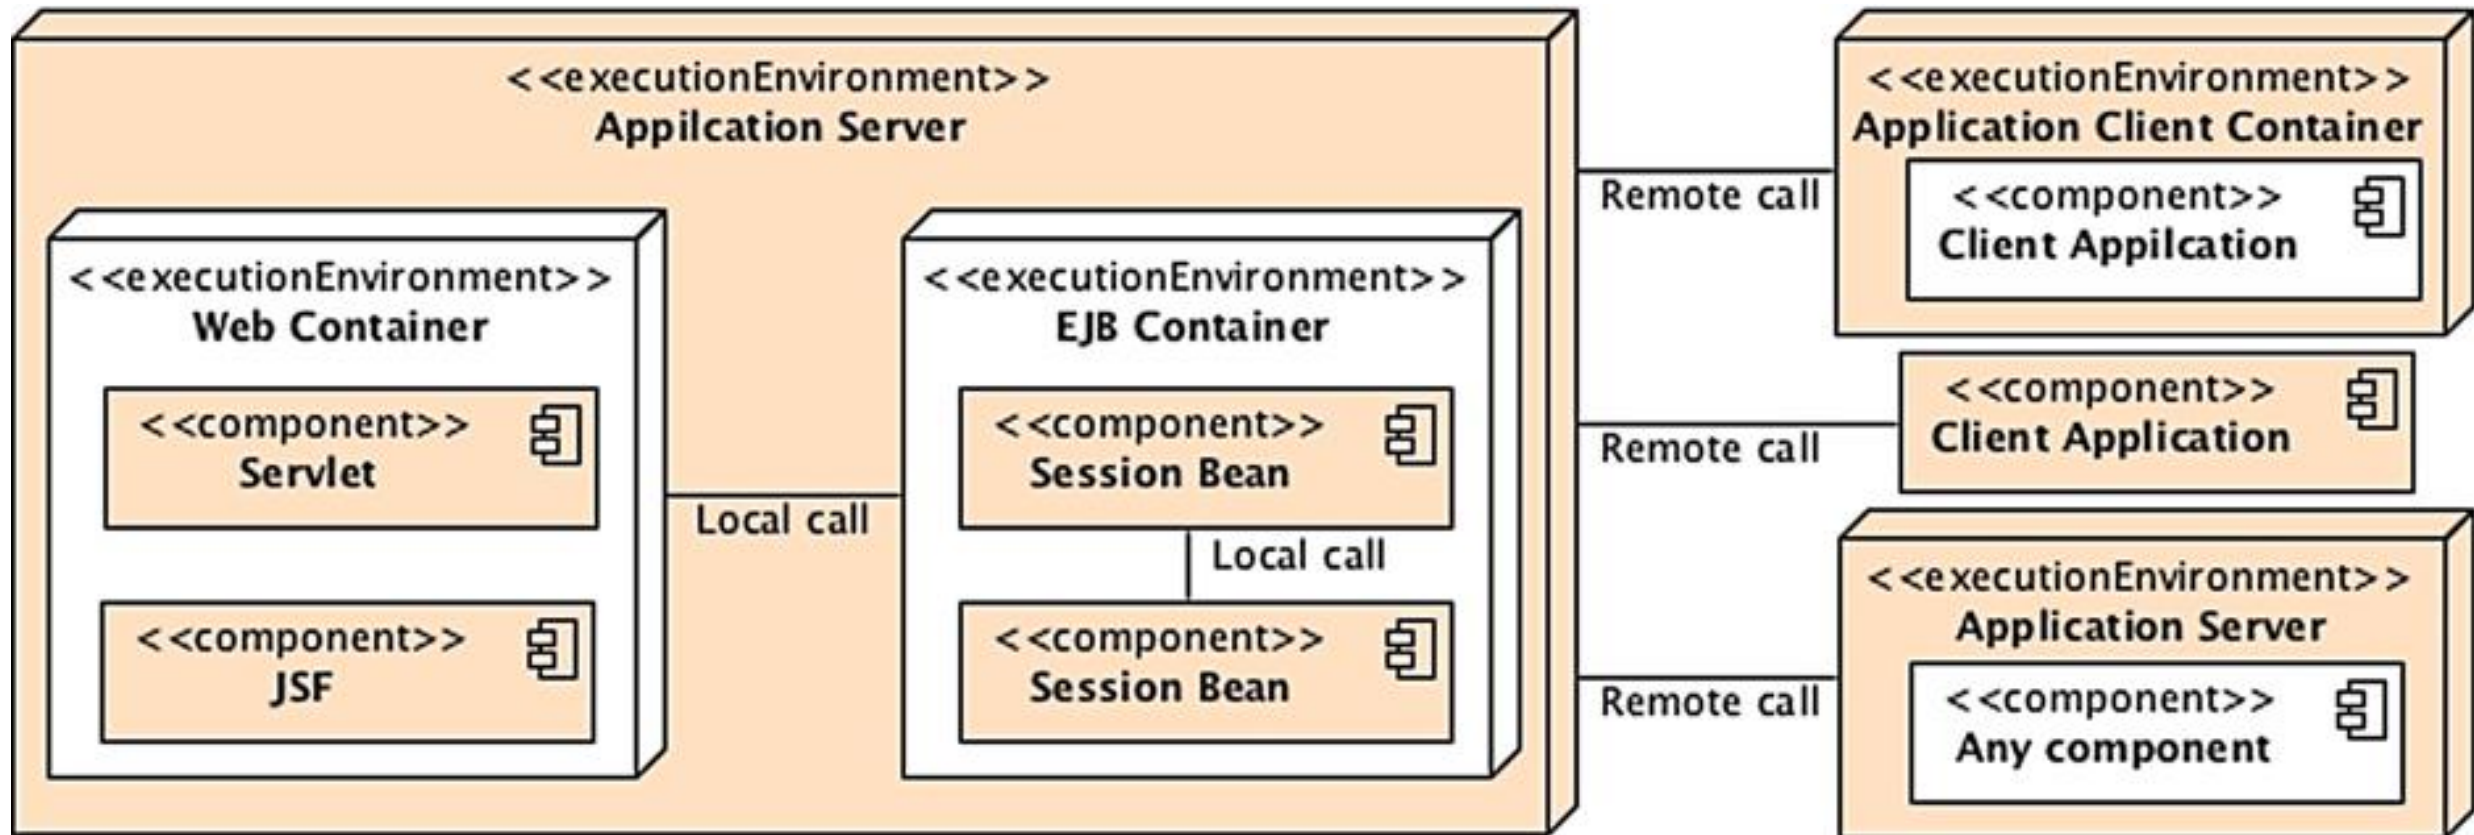 <<executionEnvironment>>
Appilcation Server
<<executionEnvironment>>
Web Container
<<component>>
Servlet
<<component>>
JSF
Local call
<<executionEnvironment>>
EJB Container
<<component>>
Session Bean
Local call
<<component>>
Session Bean
Remote call
<<executionEnvironment>>
Application Client Container
<<component>>
Client Appilcation
Remote call
<<component>>
Client Application
Remote call
<<executionEnvironment>>
Application Server
<<component>>
Any component